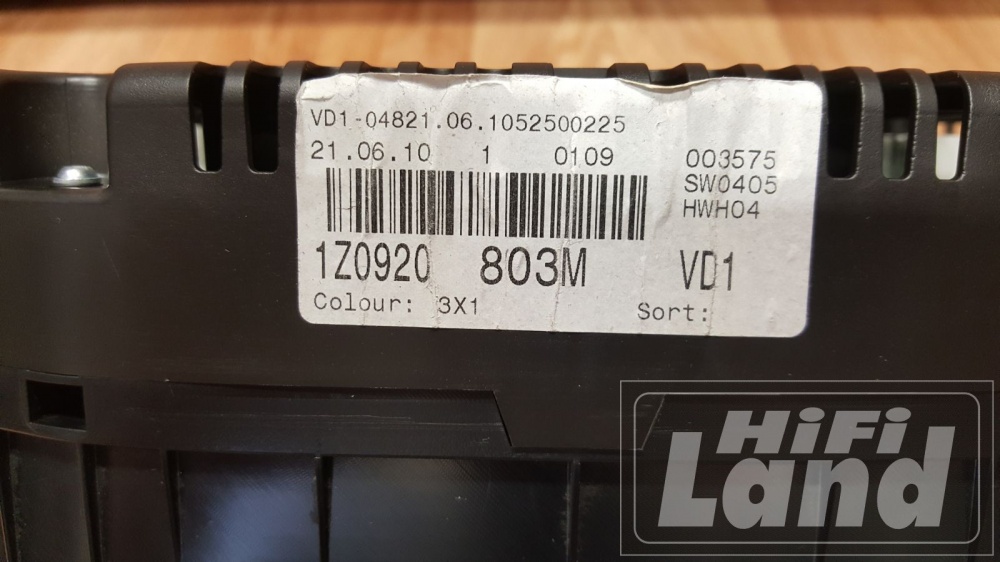 VD1-04821.06.1052500225
21.06.10 1 0109 003575
SW0405
HWH04
1Z0920 803M VD1
Colour: 3X1 Sort:
HiFi
Land